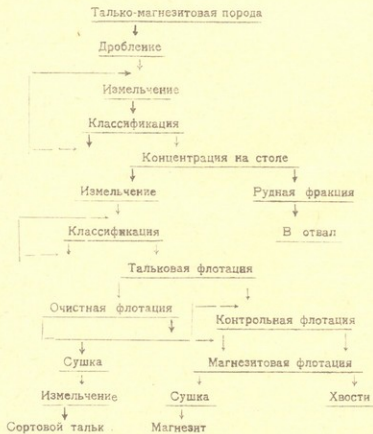 Талько-магнезитовая порода
Дробление
Измельчение
Классификация
Концентрация на столе
Измельчение Рудная фракция
Классификация В отвал
Тальковая флотация
Очистная флотация Контрольная флотация
Сушка Магнезитовая флотация
Измельчение Сушка Хвости
Сортовой тальк Магнезит